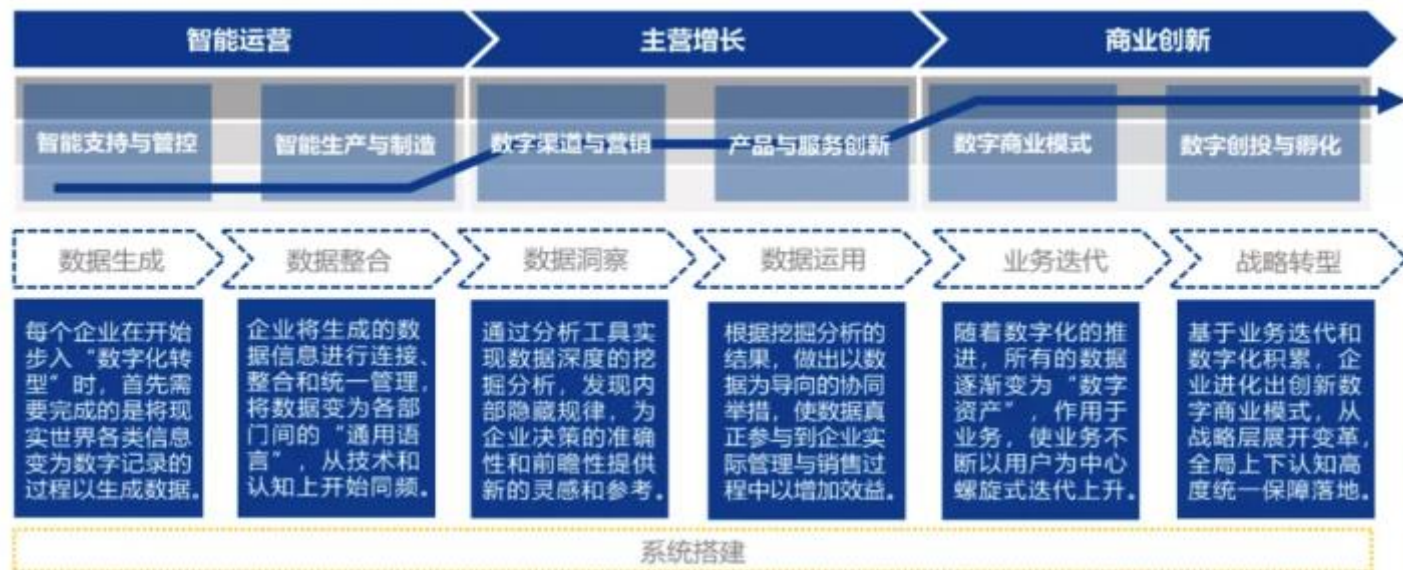 智能运营
主营增长
商业创新
智能支持与管控
智能生产与制造
数字渠道与营销
产品与服务创新
数字商业模式
数字创投与孵化
数据生成
数据整合
数据洞察
数据运用
业务迭代
战略转型
每个企业在开始
步入“数字化转
型”时，首先需
要完成的是将现
实世界各类信息
变为数字记录的
过程以生成数据。
企业将生成的数
据信息进行连接、
整合和统一管理，
将数据变为各部
门间的“通用语
言”，从技术和
认知上开始同频。
通过分析工具实
现数据深度的挖
掘分析，发现内
部隐藏规律，为
企业决策的准确
性和前瞻性提供
新的灵感和参考。
根据挖掘分析的
结果，做出以数
据为导向的协同
举措，使数据真
正参与到企业实
际管理与销售过
程中以增加效益。
随着数字化的推
进，所有的数据
逐渐变为“数字
资产”，作用于
业务，使业务不
断以用户为中心
螺旋式迭代上升。
基于业务迭代和
数字化积累，企
业进化出创新数
字商业模式，从
战略层展开变革，
全局上下认知高
度统一保障落地。
系统搭建